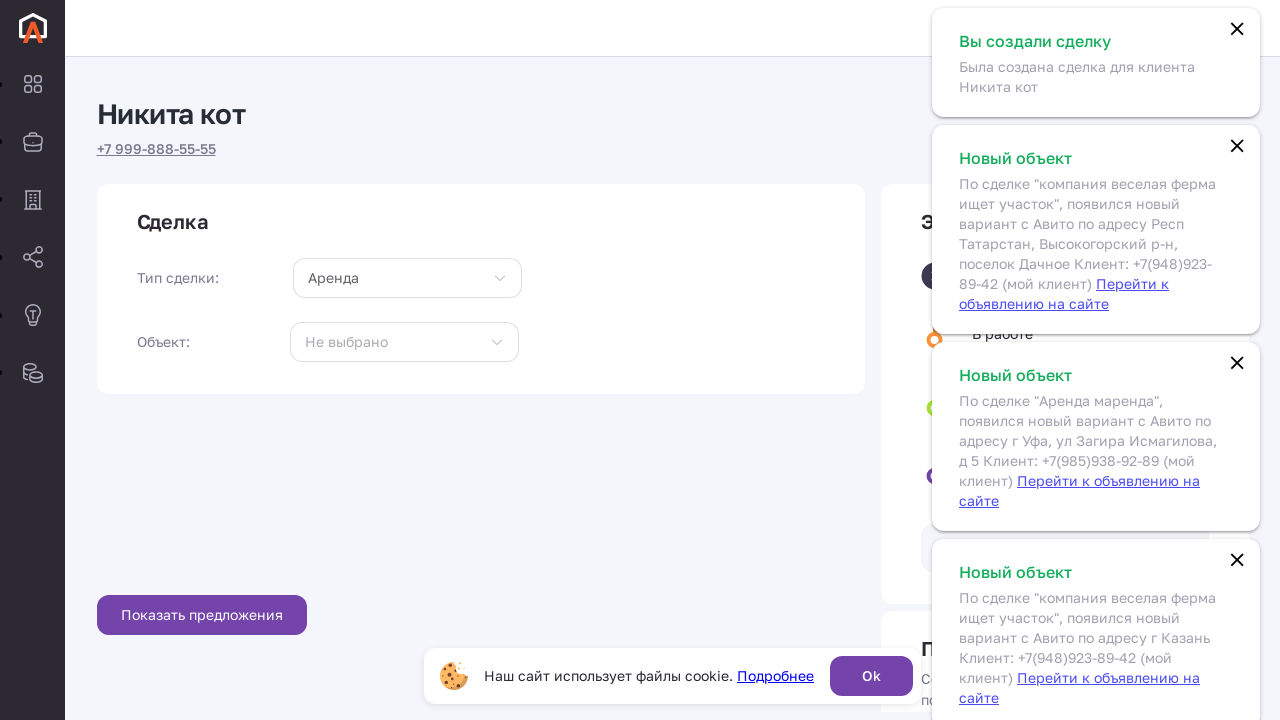 Никита кот
+7 999-888-55-55
Сделка
Тип сделки:
Аренда
Объект:
Не выбрано
Показать предложения
В работе
Наш сайт использует файлы cookie. Подробнее
Ok
Вы создали сделку
Была создана сделка для клиента
Никита кот
Новый объект
По сделке "компания веселая ферма
ищет участок", появился новый
вариант с Авито по адресу Респ
Татарстан, Высокогорский р-н,
поселок Дачное Клиент: +7(948)923-
89-42 (мой клиент) Перейти к
объявлению на сайте
Новый объект
По сделке "Аренда маренда",
появился новый вариант с Авито по
адресу г Уфа, ул Загира Исмагилова,
д 5 Клиент: +7(985)938-92-89 (мой
клиент) Перейти к объявлению на
сайте
Новый объект
По сделке "компания веселая ферма
ищет участок", появился новый
вариант с Авито по адресу г Казань
Клиент: +7(948)923-89-42 (мой
клиент) Перейти к объявлению на
сайте